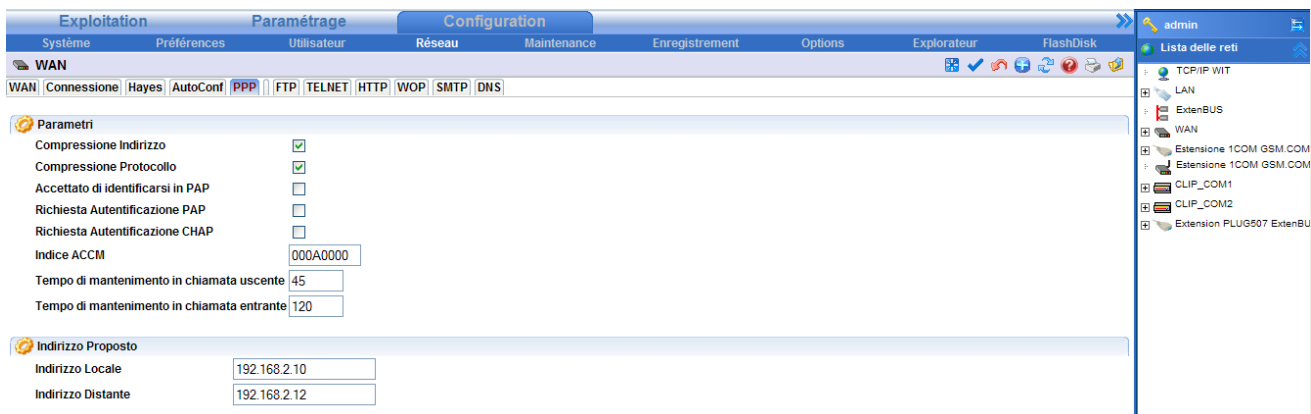 Exploitation Paramétrage Configuration
Système Préférences Utilisateur Réseau Maintenance Enregistrement Options Explorateur FlashDisk
WAN
WAN Connessione Hayes AutoConf PPP FTP TELNET HTTP WOP SMTP DNS
Parametri
Compressione Indirizzo
Compressione Protocollo
Accettato di identificarsi in PAP
Richiesta Autentificazione PAP
Richiesta Autentificazione CHAP
Indice ACCM 000A0000
Tempo di mantenimento in chiamata uscente 45
Tempo di mantenimento in chiamata entrante 120
Indirizzo Proposto
Indirizzo Locale 192.168.2.10
Indirizzo Distante 192.168.2.12
admin
Lista delle reti
TCP/IP WIT
LAN
ExtenBUS
WAN
Estensione 1COM GSM.COM
Estensione 1COM GSM.COM
CLIP_COM1
CLIP_COM2
Extension PLUG507 ExtenBU